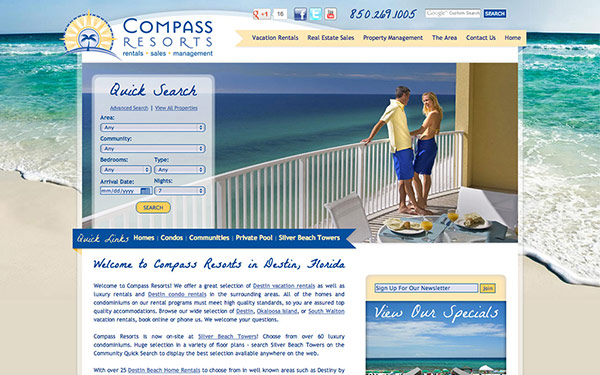 COMPASS
RESORTS
rentals • sales • management
g +1 16 f You Tube 850.269.1005 Google Custom Search SEARCH
Vacation Rentals Real Estate Sales Property Management The Area Contact Us Home
Quick Search
Advanced Search | View All Properties
Area:
Any
Community:
Any
Bedrooms: Type:
Any Any
Arrival Date: Nights:
mm/dd/yyyy 7
SEARCH
Quick Links Homes | Condos | Communities | Private Pool | Silver Beach Towers
Welcome to Compass Resorts in Destin, Florida
Welcome to Compass Resorts! We offer a great selection of Destin vacation rentals as well as
luxury rentals and Destin condo rentals in the surrounding areas. All of the homes and
condominiums on our rental programs must meet high quality standards, so you are assured top
quality accommodations. Browse our wide selection of Destin, Okaloosa Island, or South Walton
vacation rentals, book online or phone us. We welcome your questions.
Compass Resorts is now on-site at Silver Beach Towers! Choose from over 60 luxury
condominiums. Huge selection in a variety of floor plans - search Silver Beach Towers on the
Community Quick Search to display the best selection available anywhere on the web.
With over 25 Destin Beach Home Rentals to choose from in well known areas such as Destiny by
Sign Up For Our Newsletter Join
View Our Specials